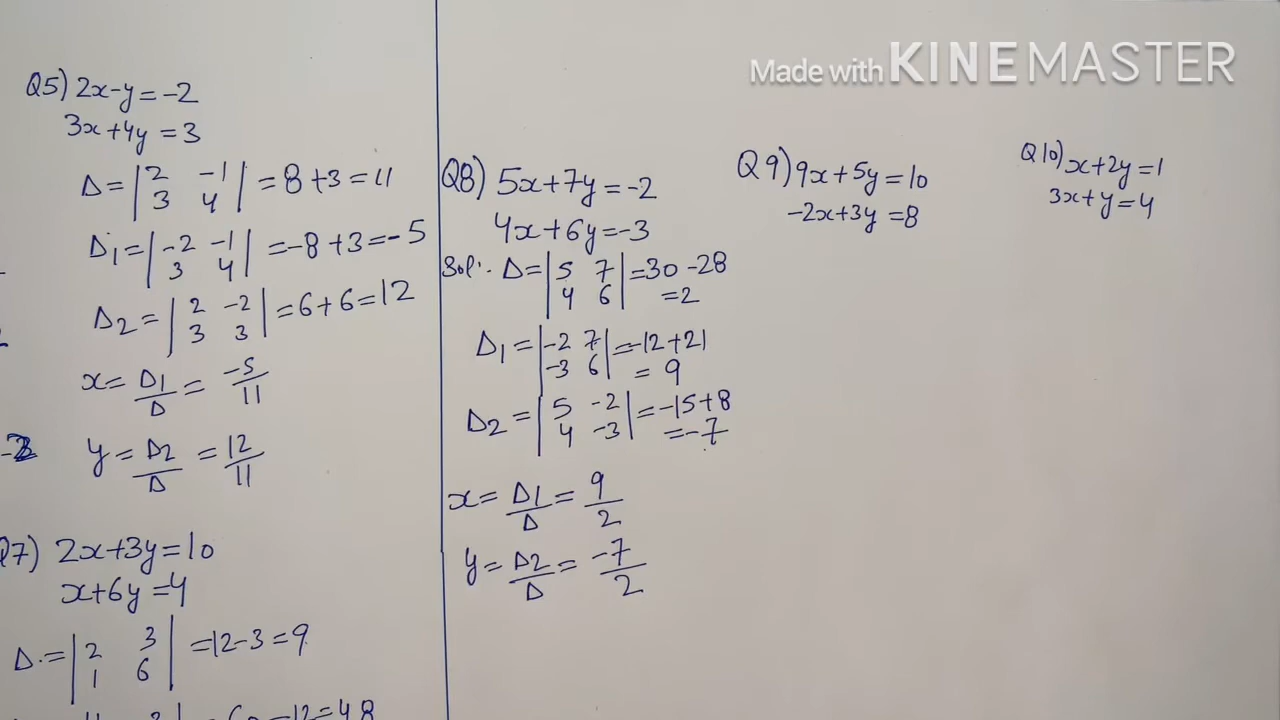 Made with KINEMASTER
Q5) 2x-y=-2
3x+4y=3
Δ=|2 -1| =8+3=11
|3 4|
Δ1=|-2 -1| =-8+3=-5
|3 4|
Δ2=|2 -2| =6+6=12
|3 3|
x=Δ1/Δ=-5/11
y=Δ2/Δ=12/11
Q7) 2x+3y=10
x+6y=4
Δ.=|2 3| =12-3=9
|1 6|
Q8) 5x+7y=-2
4x+6y=-3
Sol:. Δ=|5 7|=30-28
|4 6| =2
Δ1=|-2 7|=-12+21
|-3 6| =9
Δ2=|5 -2|=-15+8
|4 -3| =-7
x=Δ1/Δ=9/2
y=Δ2/Δ=-7/2
Q9) 9x+5y=10
-2x+3y=8
Q10) x+2y=1
3x+y=4